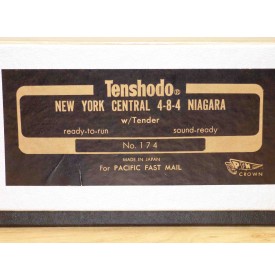 Tenshodo®
NEW YORK CENTRAL 4-8-4 NIAGARA
w/Tender
ready-to-run sound-ready
No. 174
MADE IN JAPAN
For PACIFIC FAST MAIL
CROWN